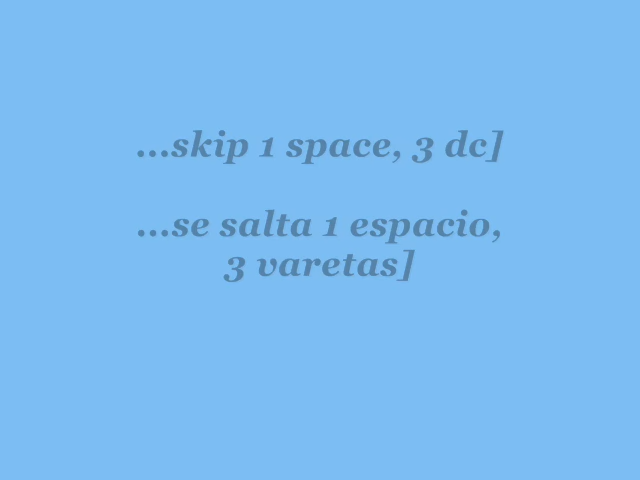 ...skip 1 space, 3 dc]
...se salta 1 espacio,
3 varetas]